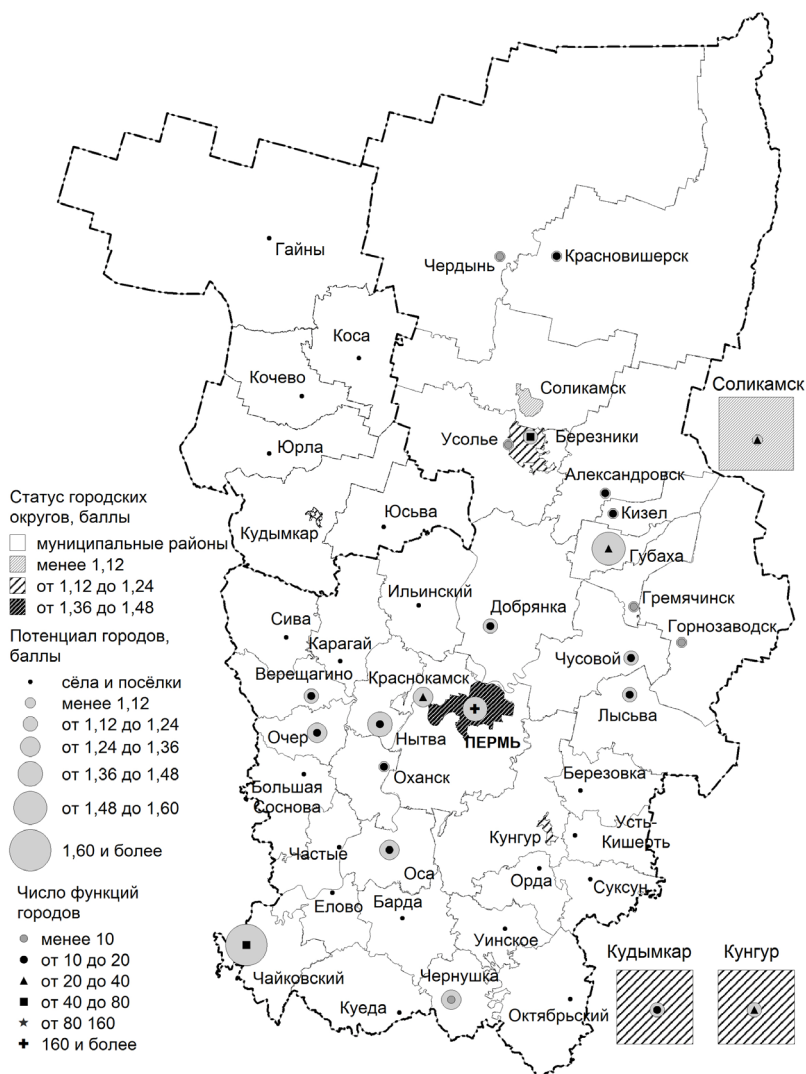 Гайны
Чердынь
Красновишерск
Коса
Кочево
Соликамск
Соликамск
Юрла
Усолье
Березники
Александровск
Кизел
Кудымкар
Юсьва
Губаха
Статус городских
округов, баллы
муниципальные районы
менее 1,12
от 1,12 до 1,24
от 1,36 до 1,48
Ильинский
Добрянка
Гремячинск
Горнозаводск
Сива
Карагай
Чусовой
Верещагино
Краснокамск
Лысьва
Очер
Нытва
ПЕРМЬ
Оханск
Большая
Соснова
Березовка
Потенциал городов,
баллы
сёла и посёлки
менее 1,12
от 1,12 до 1,24
от 1,24 до 1,36
от 1,36 до 1,48
от 1,48 до 1,60
1,60 и более
Частые
Оса
Кунгур
Усть-
Кишерть
Орда
Суксун
Елово
Барда
Уинское
Чайковский
Чернушка
Куеда
Октябрьский
Число функций
городов
менее 10
от 10 до 20
от 20 до 40
от 40 до 80
от 80 160
160 и более
Кудымкар
Кунгур